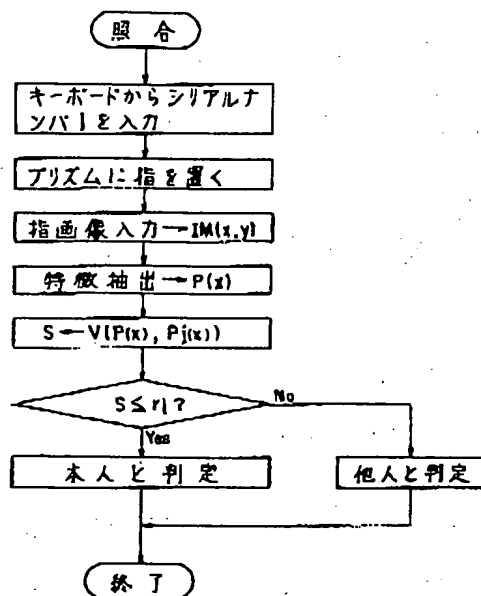 照合
キーボードからシリアルナ
ンバ j を入力
プリズムに指を置く
指画像入力→IM(x,y)
特徴抽出→P(x)
S←V(P(x), Pj(x))
S≤r1?
No
Yes
本人と判定
他人と判定
終了